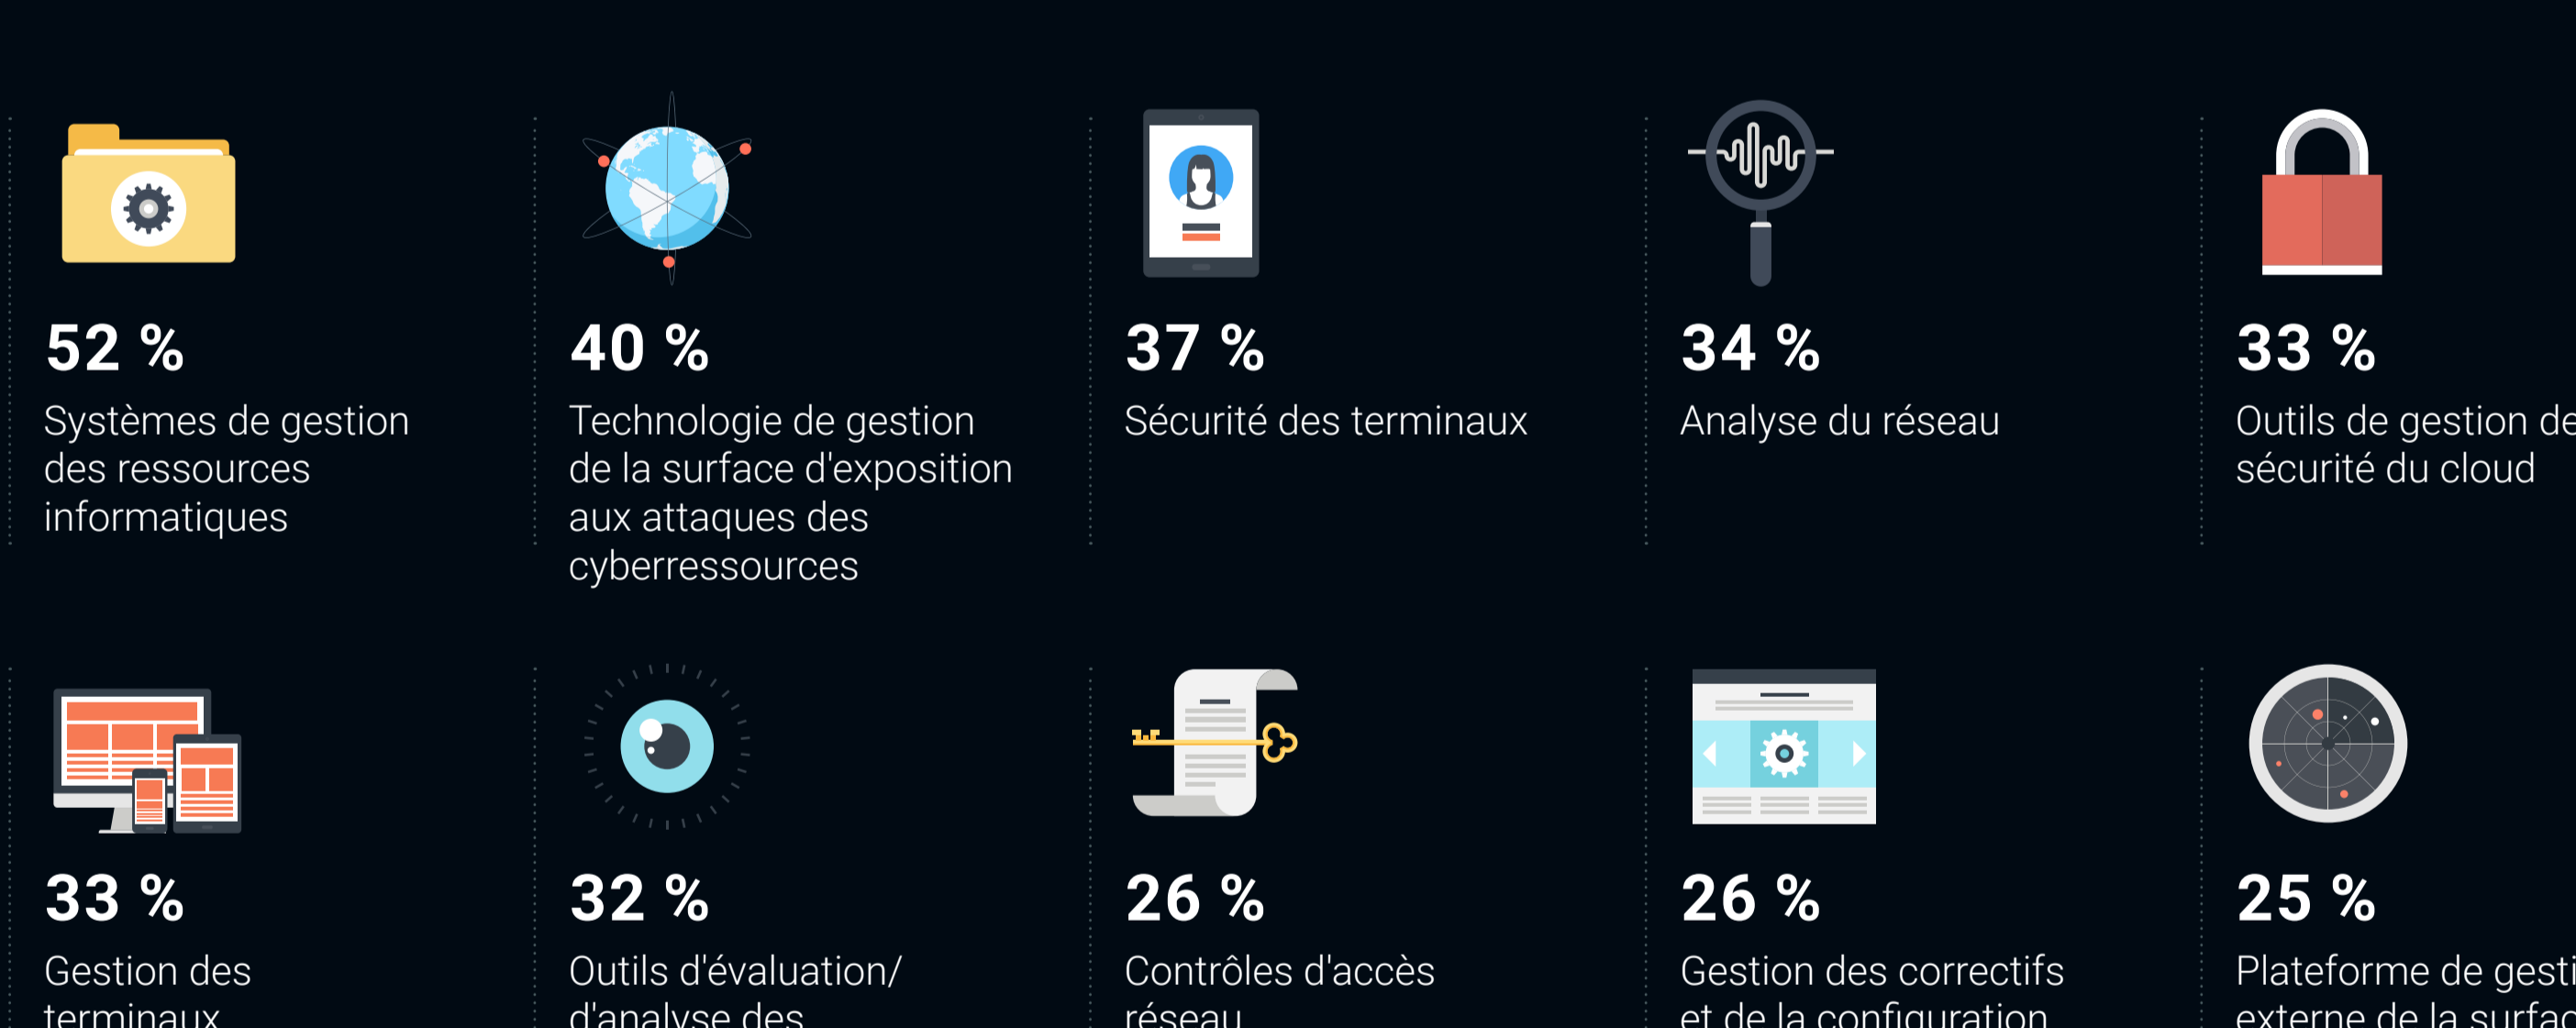 52 %
Systèmes de gestion
des ressources
informatiques
40 %
Technologie de gestion
de la surface d'exposition
aux attaques des
cyberressources
37 %
Sécurité des terminaux
34 %
Analyse du réseau
33 %
Outils de gestion de
sécurité du cloud
33 %
Gestion des
terminaux
32 %
Outils d'évaluation/
d'analyse des
26 %
Contrôles d'accès
réseau
26 %
Gestion des correctifs
et de la configuration
25 %
Plateforme de
externe de la